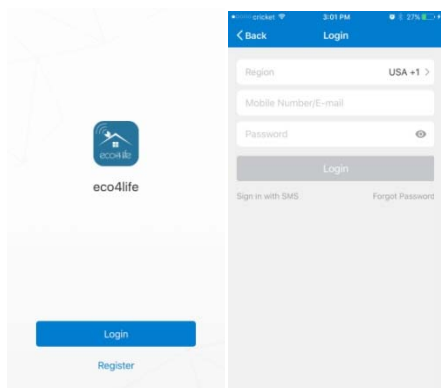 eco4life
eco4life
Login
Register
cricket 3:01 PM 27%
Back Login
Region USA +1
Mobile Number/E-mail
Password
Login
Sign in with SMS Forgot Password